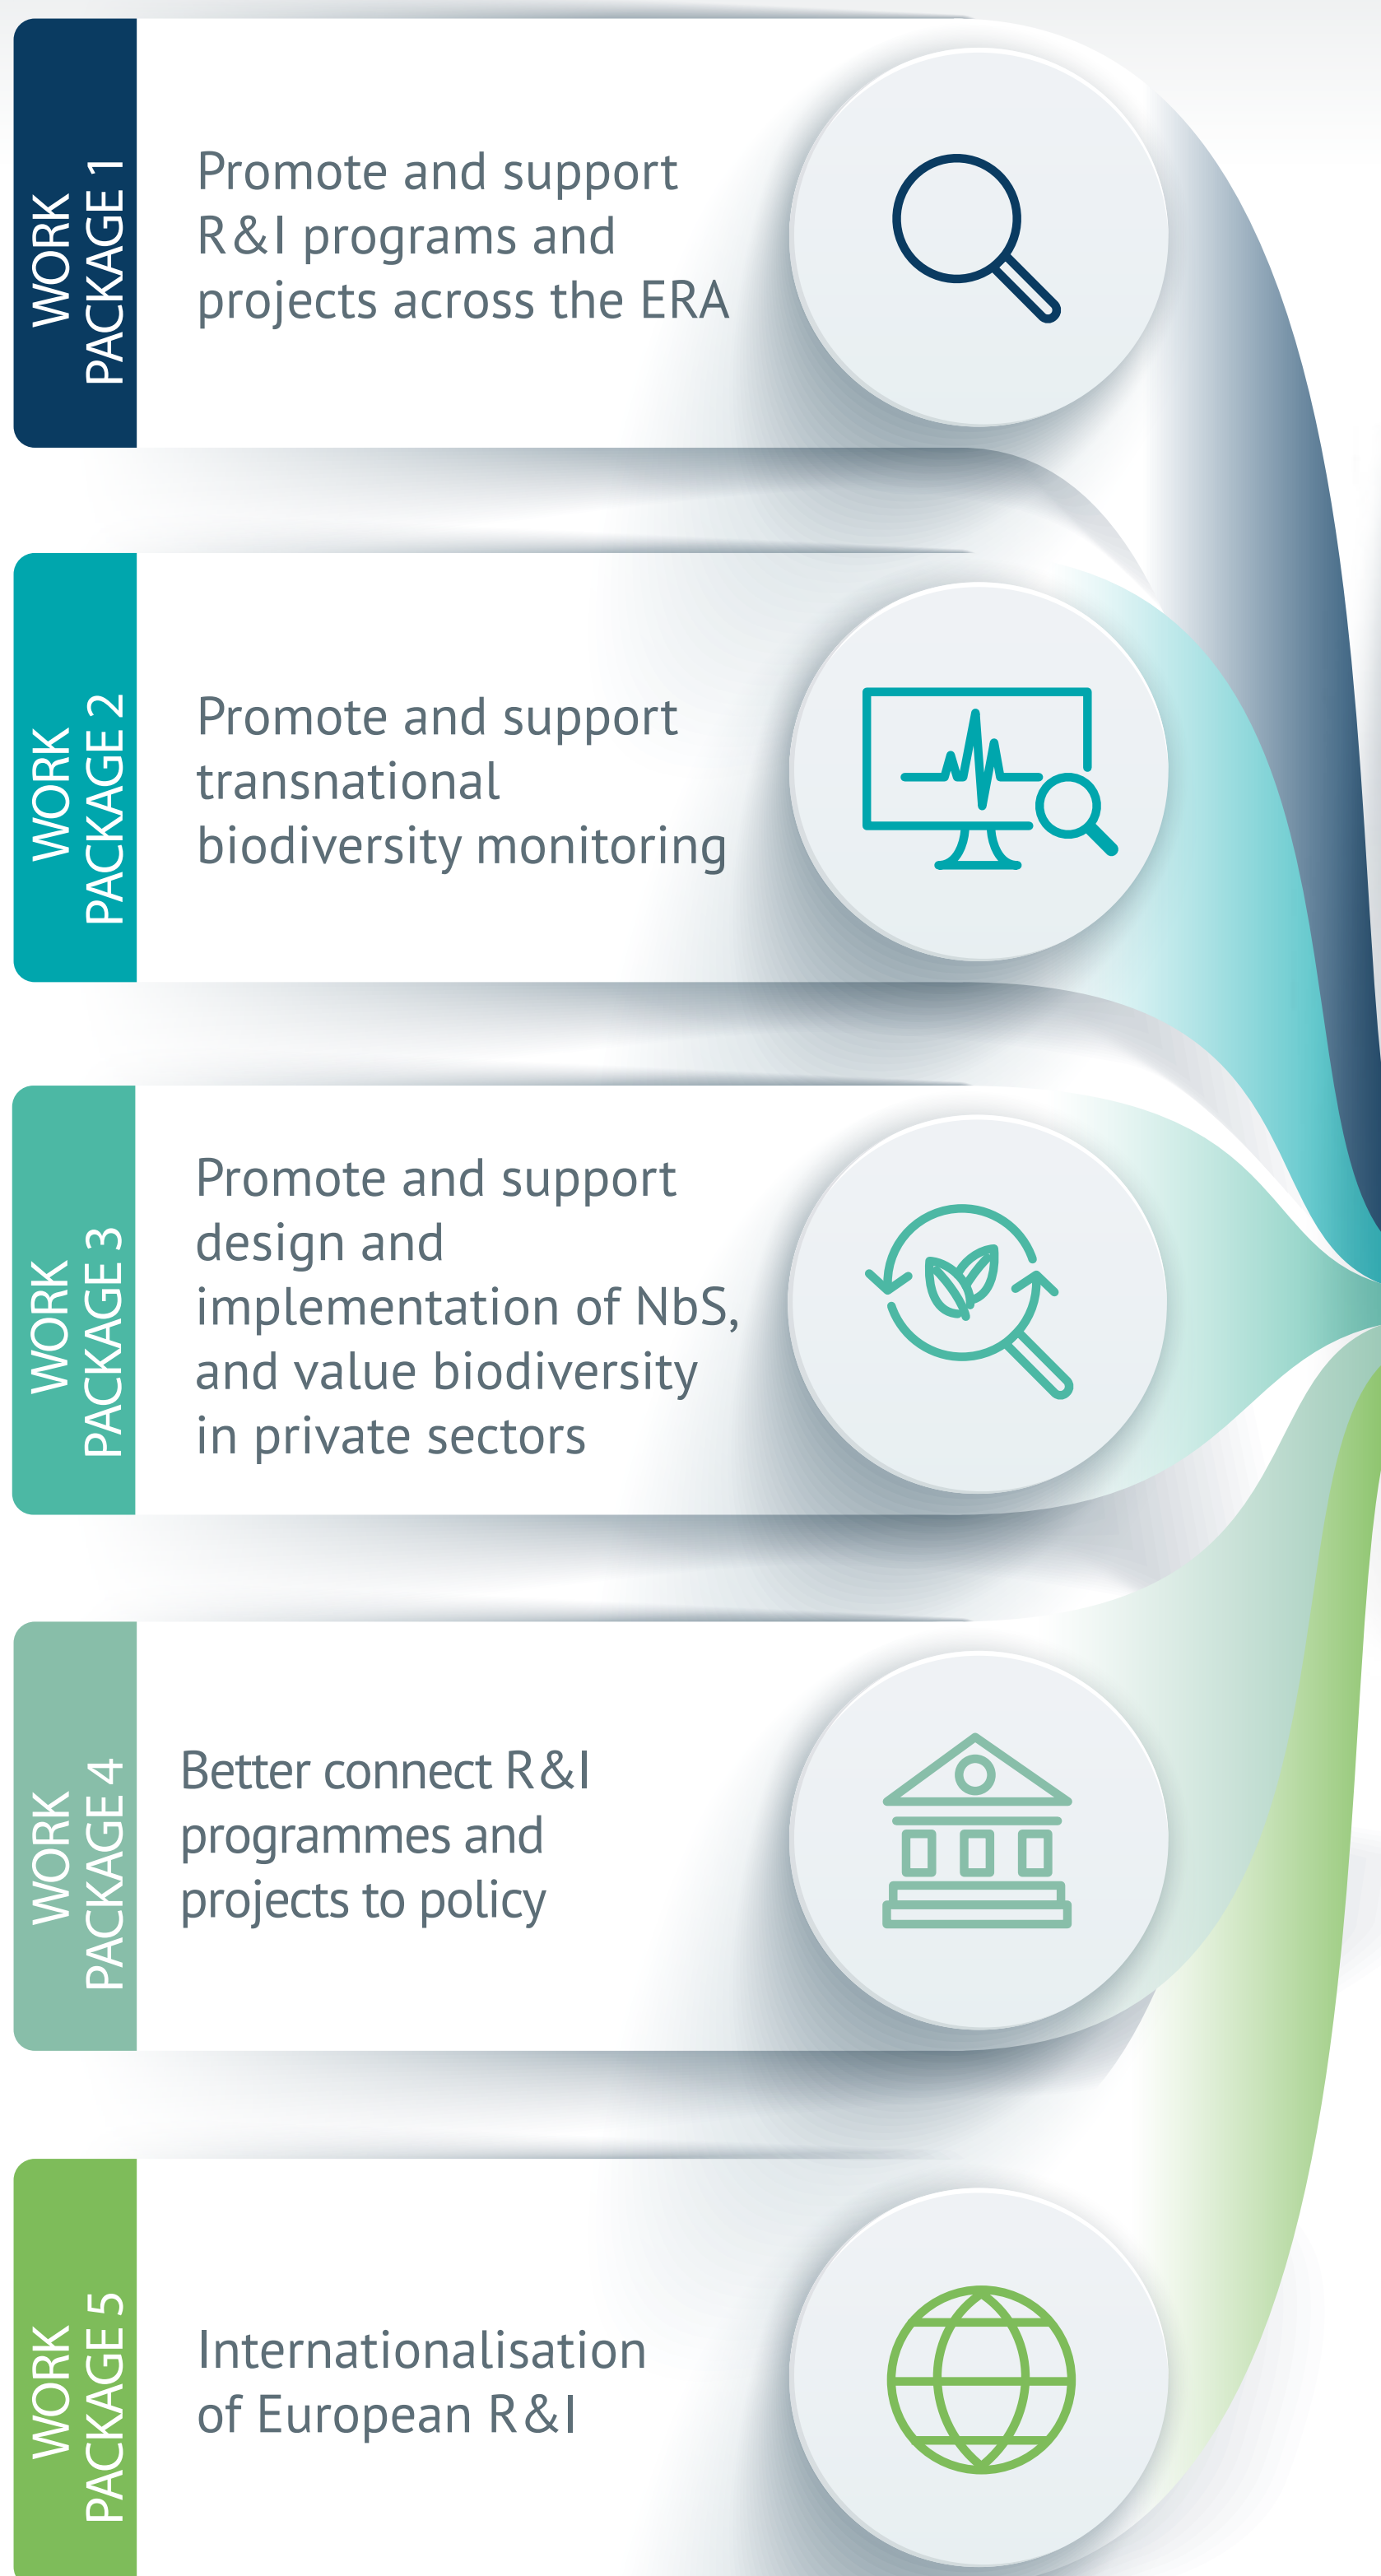 WORK
PACKAGE 1
Promote and support
R&I programs and
projects across the ERA
WORK
PACKAGE 2
Promote and support
transnational
biodiversity monitoring
WORK
PACKAGE 3
Promote and support
design and
implementation of NbS,
and value biodiversity
in private sectors
WORK
PACKAGE 4
Better connect R&I
programmes and
projects to policy
WORK
PACKAGE 5
Internationalisation
of European R&I